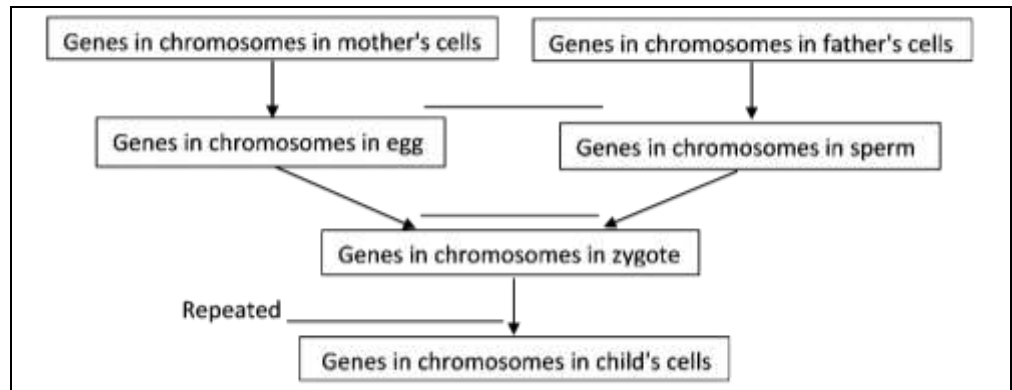 Genes in chromosomes in mother's cells
Genes in chromosomes in father's cells
Genes in chromosomes in egg
Genes in chromosomes in sperm
Genes in chromosomes in zygote
Repeated
Genes in chromosomes in child's cells